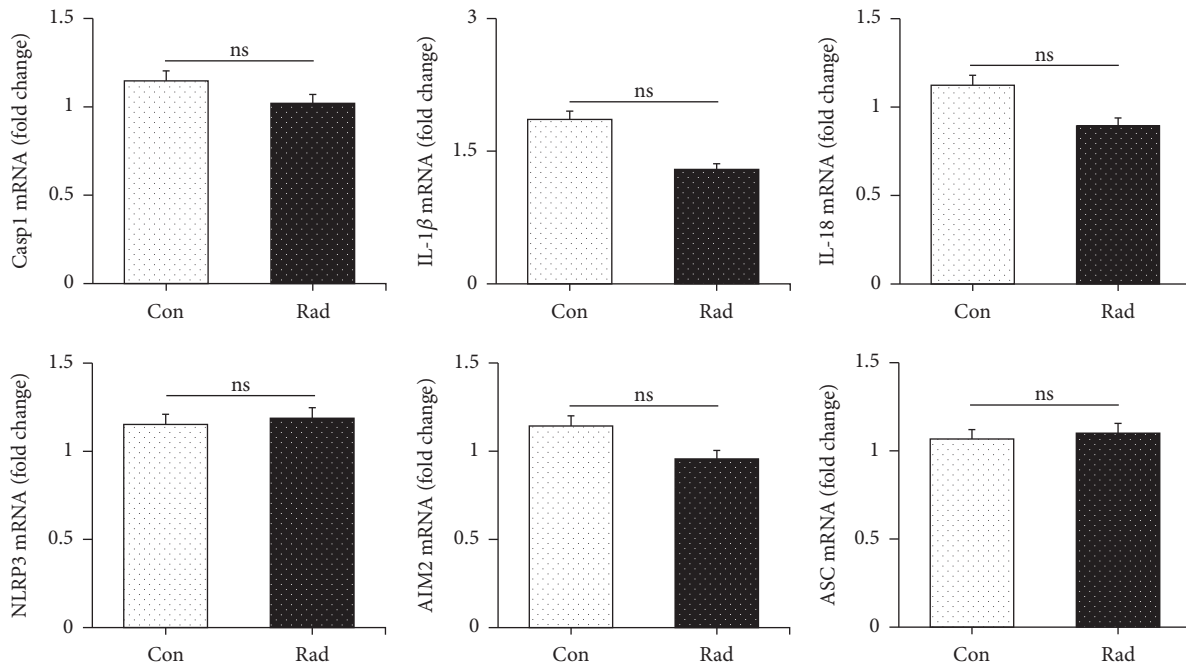 Casp1 mRNA (fold change)
1.5
1
0.5
0
ns
Con
Rad
IL-1β mRNA (fold change)
3
1.5
0
ns
Con
Rad
IL-18 mRNA (fold change)
1.5
1
0.5
0
ns
Con
Rad
NLRP3 mRNA (fold change)
1.5
1
0.5
0
ns
Con
Rad
AIM2 mRNA (fold change)
1.5
1
0.5
0
ns
Con
Rad
ASC mRNA (fold change)
1.5
1
0.5
0
ns
Con
Rad